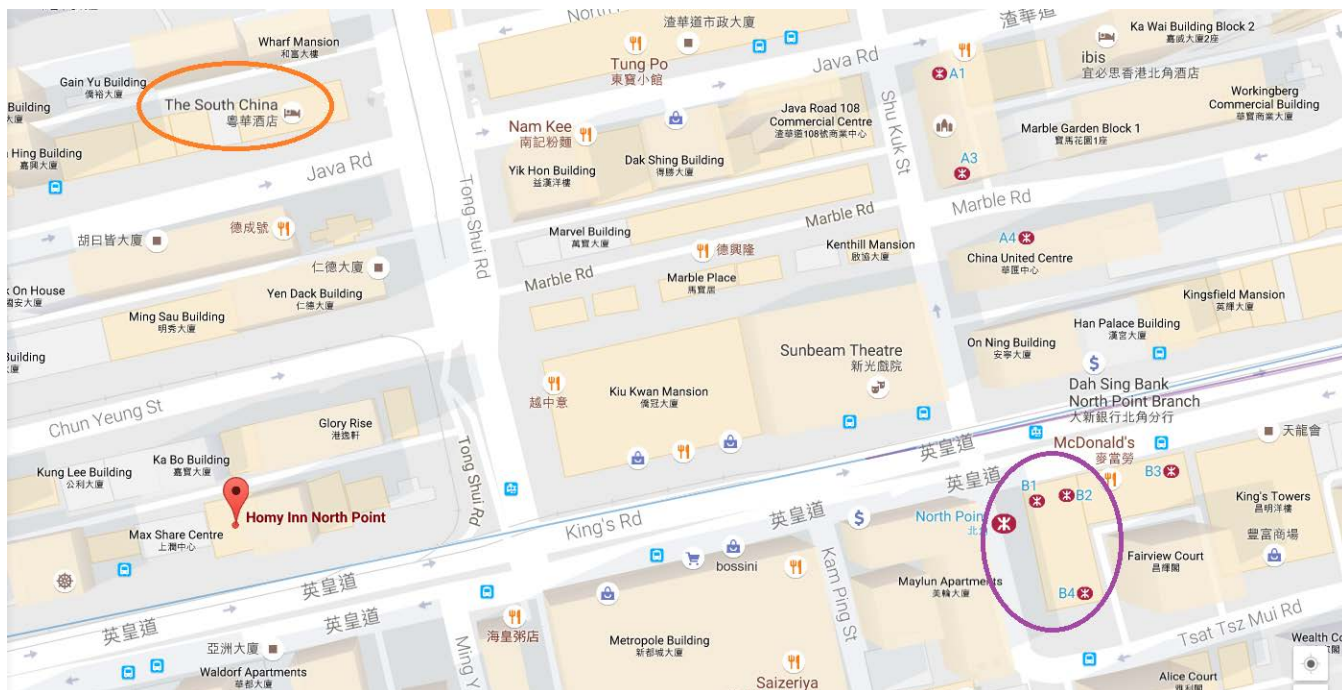 North
渣華道市政大廈
渣華道
Ka Wai Building Block 2
嘉威大廈2座
Wharf Mansion
和富大樓
Tung Po
東寶小館
Java Rd
ibis
宜必思香港北角酒店
A1
Gain Yu Building
僑裕大廈
Building
大廈
The South China
粵華酒店
Workingberg
Commercial Building
華寶商業大廈
Java Road 108
Commercial Centre
渣華道108號商業中心
Shu Kuk St
Marble Garden Block 1
寶馬花園1座
Nam Kee
南記粉麵
Dak Shing Building
得勝大廈
Yik Hon Building
益漢洋樓
A3
Hing Building
嘉興大廈
Java Rd
Tong Shui Rd
Marble Rd
Marble Rd
胡曰皆大廈
德成號
Marvel Building
萬寶大廈
德興隆
Kenthill Mansion
啟協大廈
A4
China United Centre
華匯中心
仁德大廈
Marble Rd
Marble Place
馬寶居
k On House
國安大廈
Yen Dack Building
仁德大廈
Kingsfield Mansion
英輝大廈
Ming Sau Building
明秀大廈
Han Palace Building
漢宮大廈
On Ning Building
安寧大廈
Building
大廈
Sunbeam Theatre
新光戲院
Dah Sing Bank
North Point Branch
大新銀行北角分行
Kiu Kwan Mansion
僑冠大廈
越中意
Chun Yeung St
Glory Rise
港逸軒
天龍會
英皇道
McDonald's
麥當勞
Tong Shui Rd
Ka Bo Building
嘉寶大廈
Kung Lee Building
公利大廈
B3
英皇道
B1
B2
King's Towers
昌明洋樓
Homy Inn North Point
King's Rd
英皇道
North Point
Max Share Centre
上潤中心
豐富商場
bossini
Kam Ping St
Fairview Court
昌輝閣
Maylun Apartments
美輪大廈
英皇道
B4
英皇道
海皇粥店
Metropole Building
新都城大廈
Tsat Tsz Mui Rd
亞洲大廈
Ming Y
Wealth Co
Waldorf Apartments
華都大廈
Saizeriya
Alice Court
雅利閣